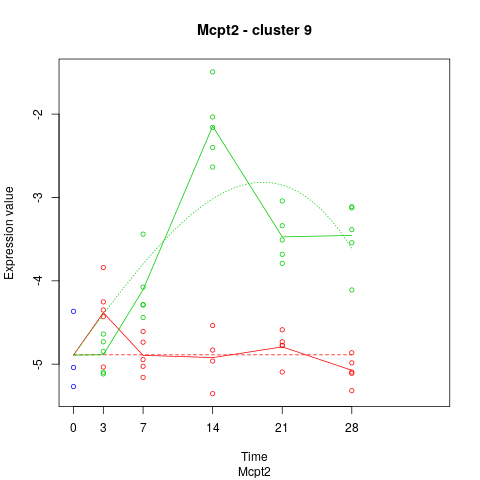 Mcpt2 - cluster 9
Expression value
-2
-3
-4
-5
0 3 7 14 21 28
Time
Mcpt2